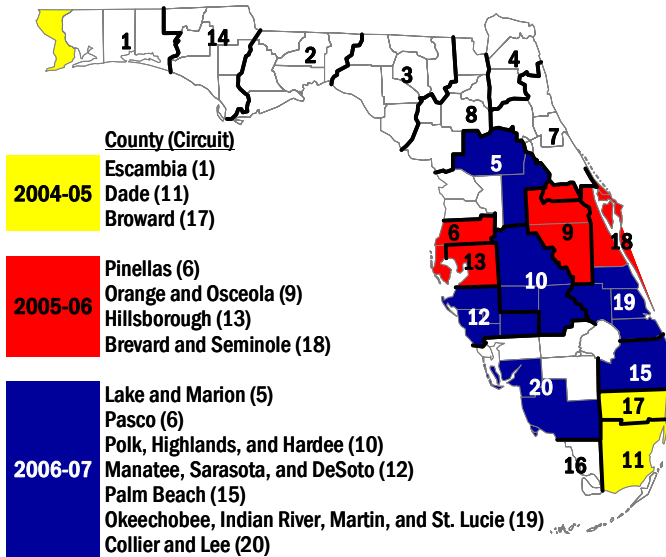 1
14
2
3
4
8
7
5
6
9
18
13
10
19
12
15
20
17
16
11
County (Circuit)
2004-05
Escambia (1)
Dade (11)
Broward (17)
2005-06
Pinellas (6)
Orange and Osceola (9)
Hillsborough (13)
Brevard and Seminole (18)
2006-07
Lake and Marion (5)
Pasco (6)
Polk, Highlands, and Hardee (10)
Manatee, Sarasota, and DeSoto (12)
Palm Beach (15)
Okeechobee, Indian River, Martin, and St. Lucie (19)
Collier and Lee (20)